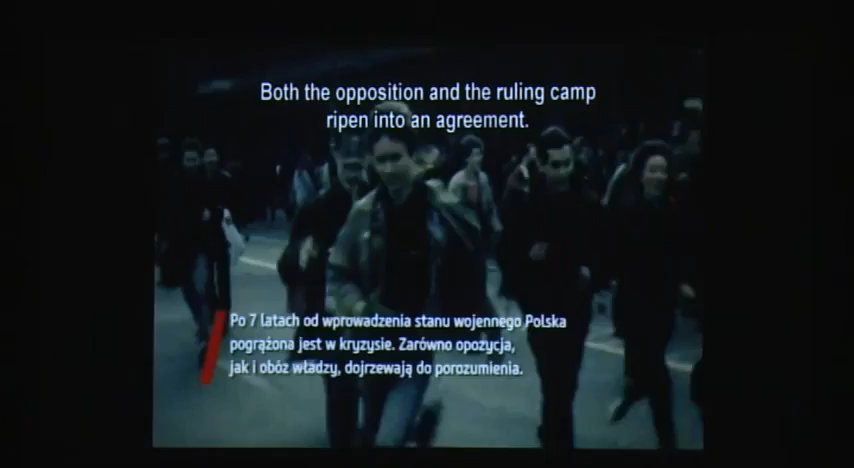 Both the opposition and the ruling camp
ripen into an agreement.
Po 7 latach od wprowadzenia stanu wojennego Polska
pogrążona jest w kryzysie. Zarówno opozycja,
jak i obóz władzy, dojrzewają do porozumienia.